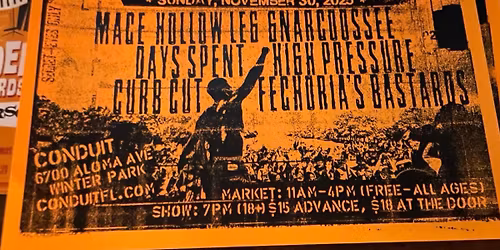 SUNDAY, NOVEMBER 30, 2025
MACE HOLLOW LEG GNARCOUSSEE
DAYS SPENT HIGH PRESSURE
CURB CUT FECHORIA'S BASTARDS
CONDUIT
6700 ALOMA AVE
WINTER PARK
CONDUITFL.COM
MARKET: 11AM-4PM (FREE-ALL AGES)
SHOW: 7PM (18+) $15 ADVANCE, $18 AT THE DOOR